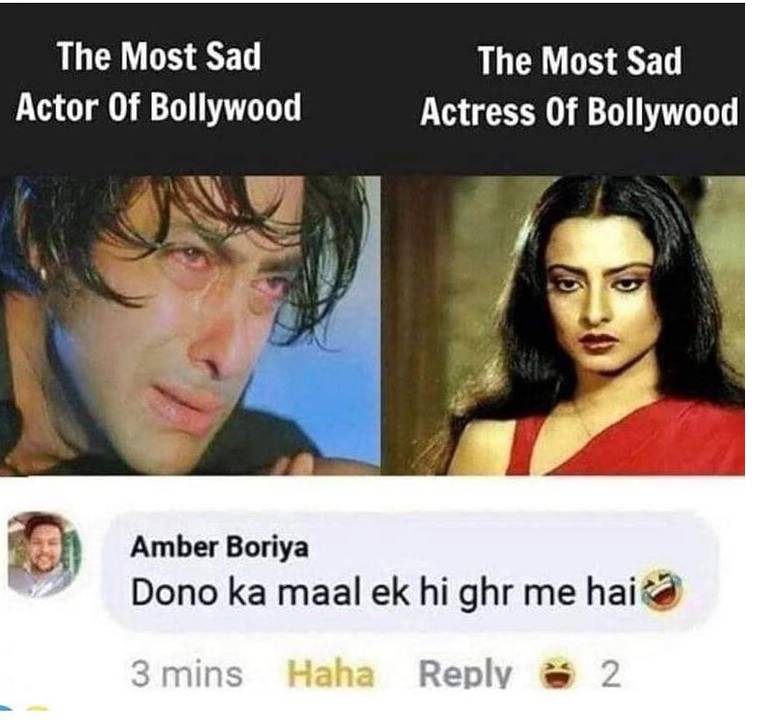 The Most Sad
Actor Of Bollywood
The Most Sad
Actress Of Bollywood
Amber Boriya
Dono ka maal ek hi ghr me hai🤣
3 mins Haha Reply 😆 2